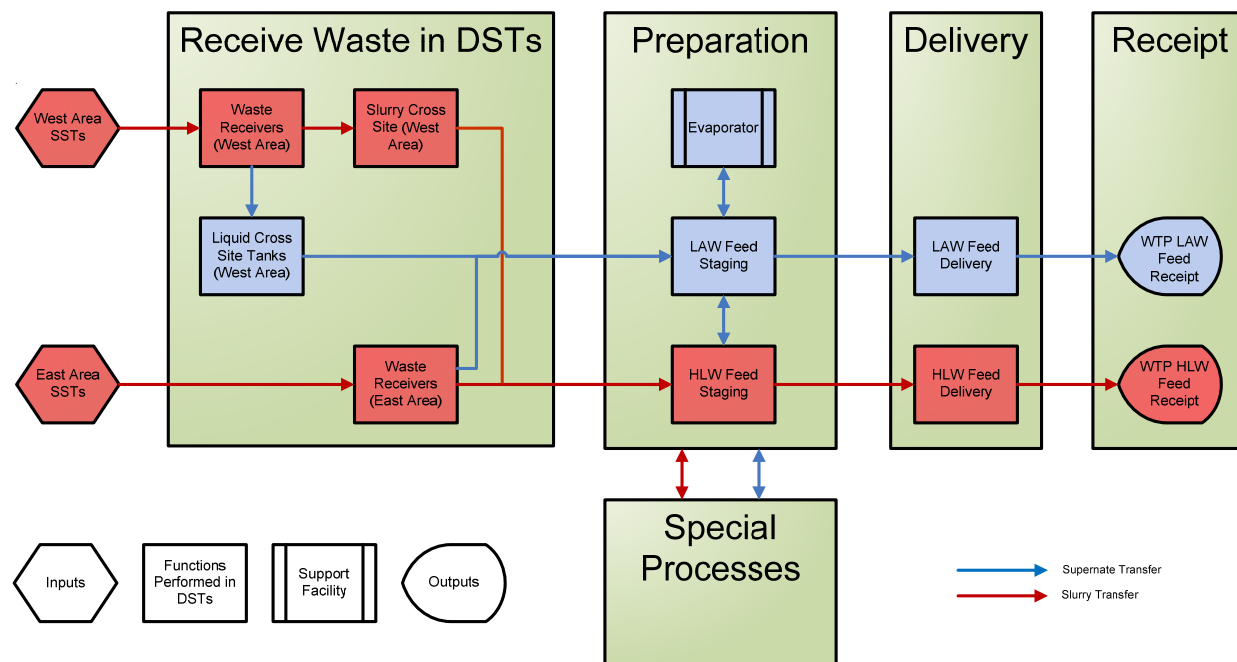 Receive Waste in DSTs
Preparation
Delivery
Receipt
West Area
SSTs
Waste
Receivers
(West Area)
Slurry Cross
Site (West
Area)
Evaporator
Liquid Cross
Site Tanks
(West Area)
LAW Feed
Staging
LAW Feed
Delivery
WTP LAW
Feed
Receipt
East Area
SSTs
Waste
Receivers
(East Area)
HLW Feed
Staging
HLW Feed
Delivery
WTP HLW
Feed
Receipt
Special
Processes
Inputs
Functions
Performed in
DSTs
Support
Facility
Outputs
Supernate Transfer
Slurry Transfer